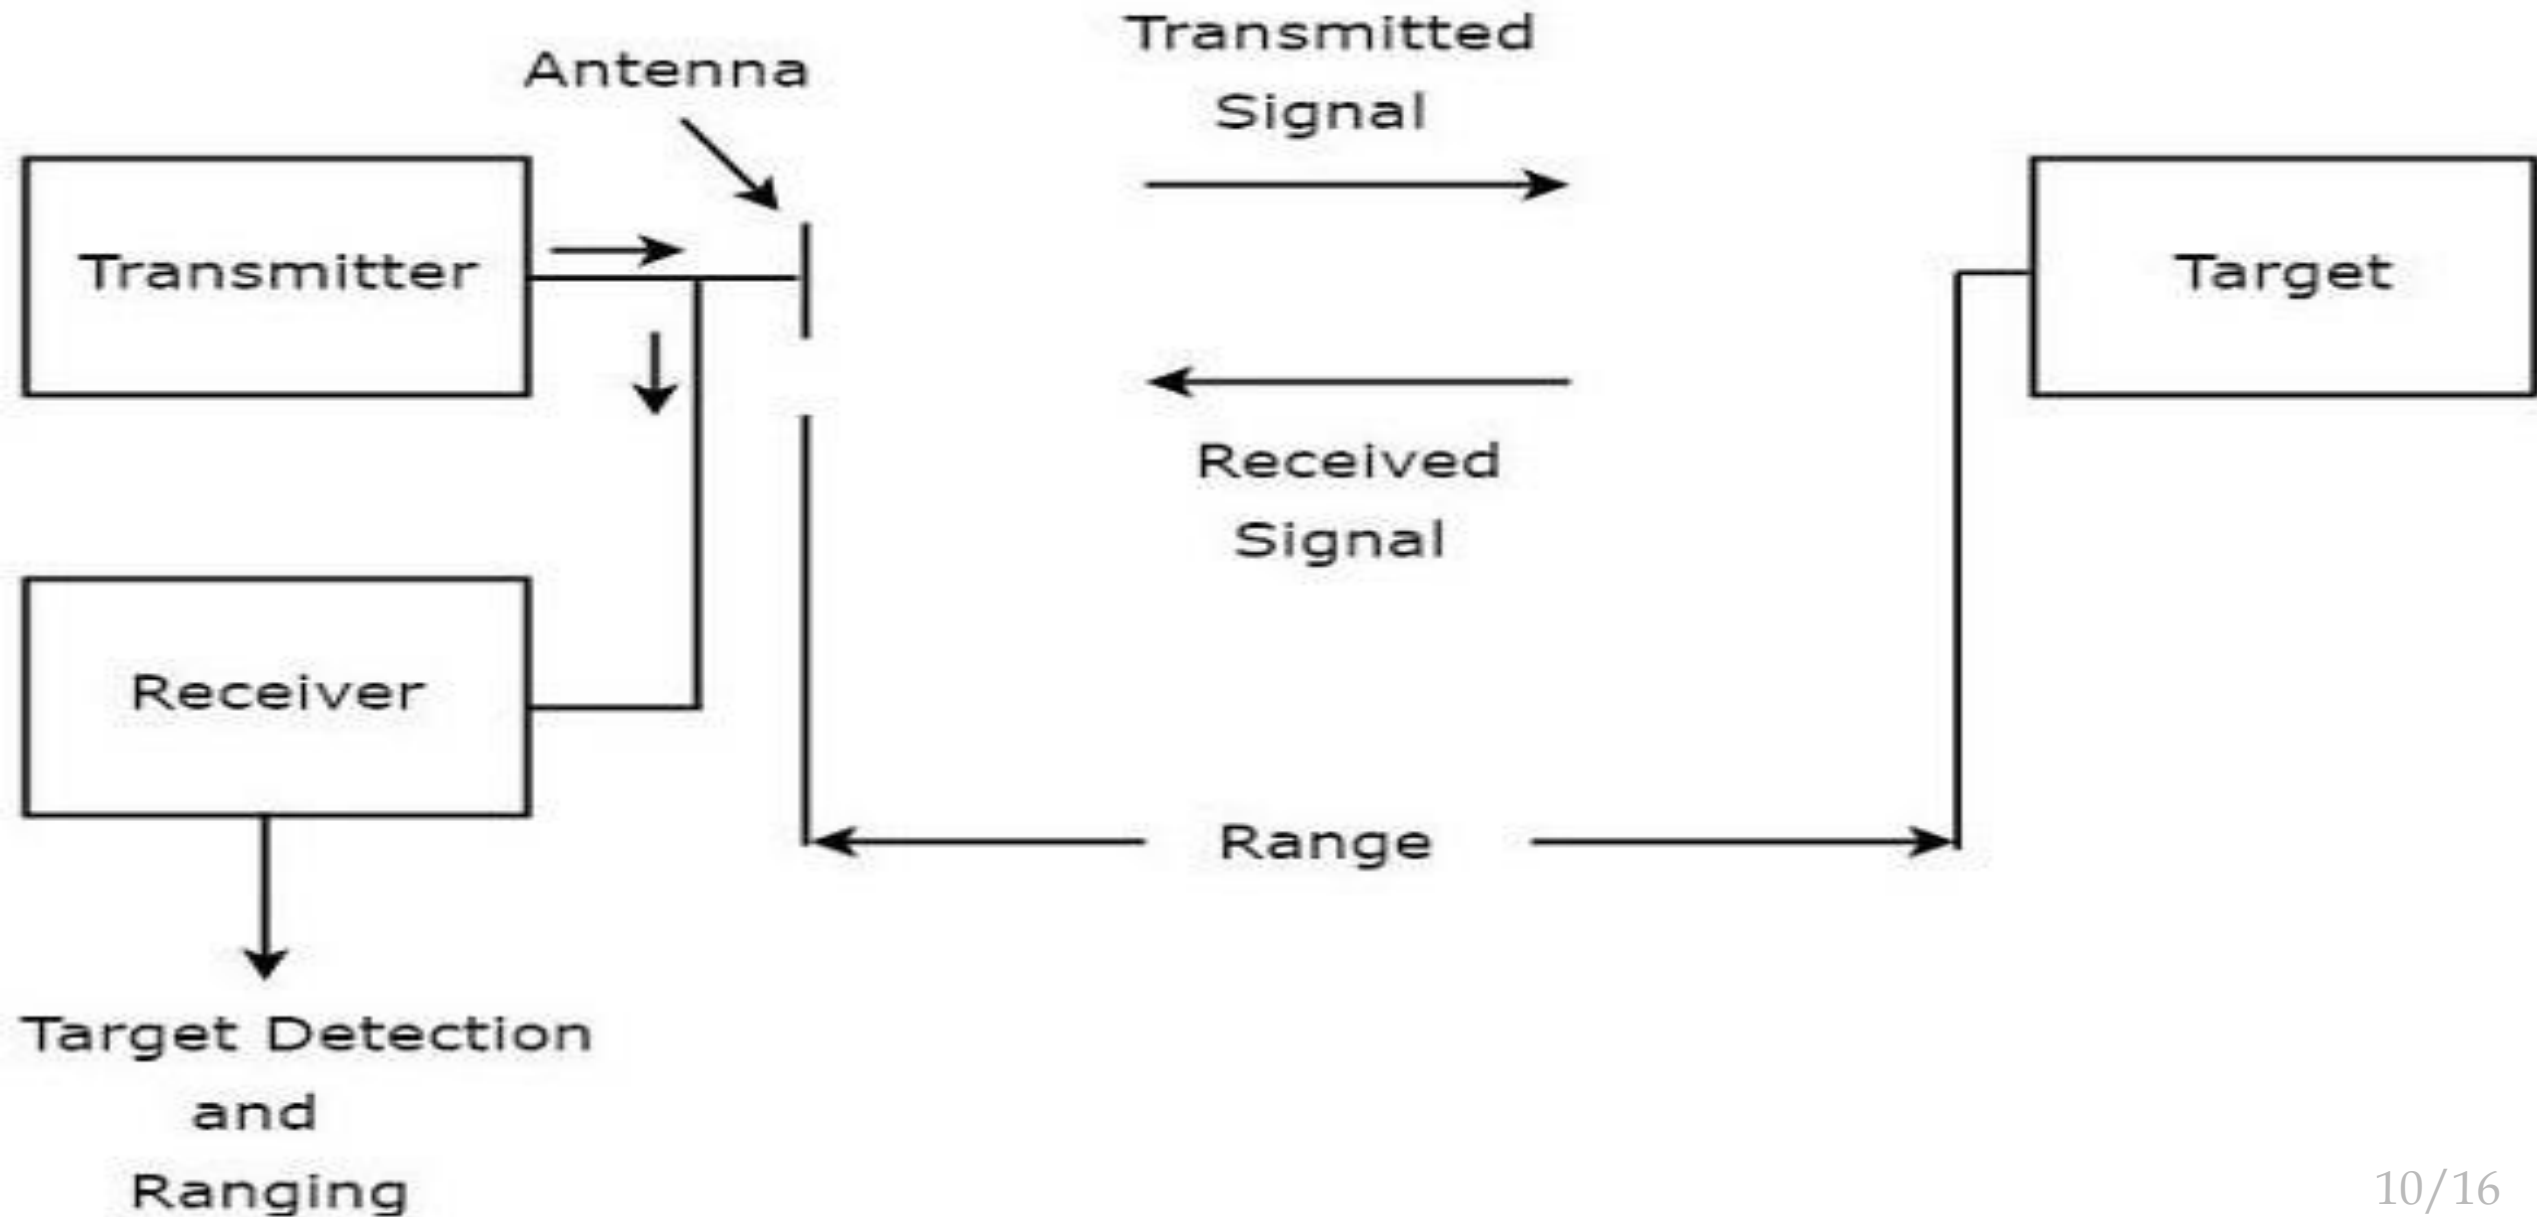 Transmitted
Signal
Antenna
Transmitter
Target
Received
Signal
Receiver
Range
Target Detection
and
Ranging
10/16